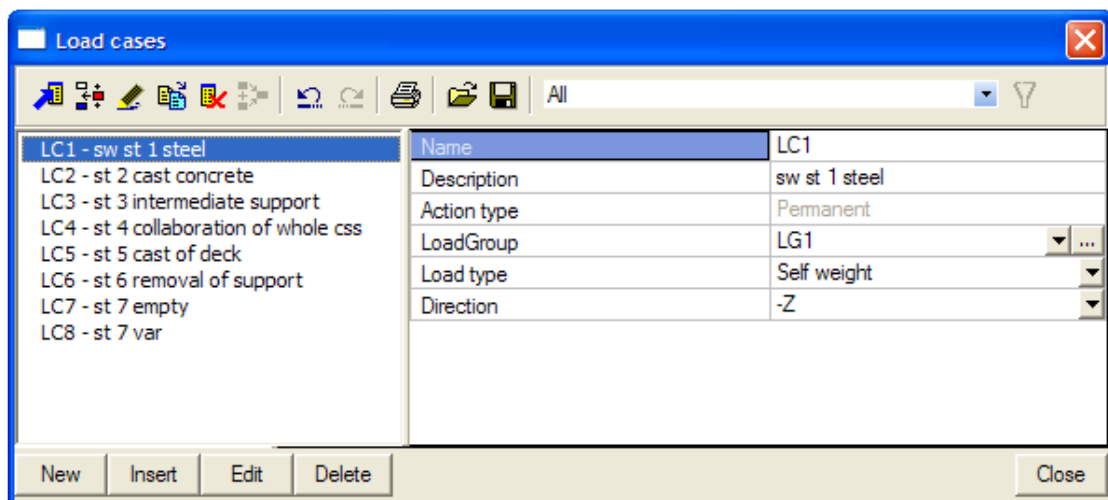 Load cases
All
LC1 - sw st 1 steel
LC2 - st 2 cast concrete
LC3 - st 3 intermediate support
LC4 - st 4 collaboration of whole css
LC5 - st 5 cast of deck
LC6 - st 6 removal of support
LC7 - st 7 empty
LC8 - st 7 var
Name LC1
Description sw st 1 steel
Action type Permanent
LoadGroup LG1 ...
Load type Self weight
Direction -Z
New Insert Edit Delete Close